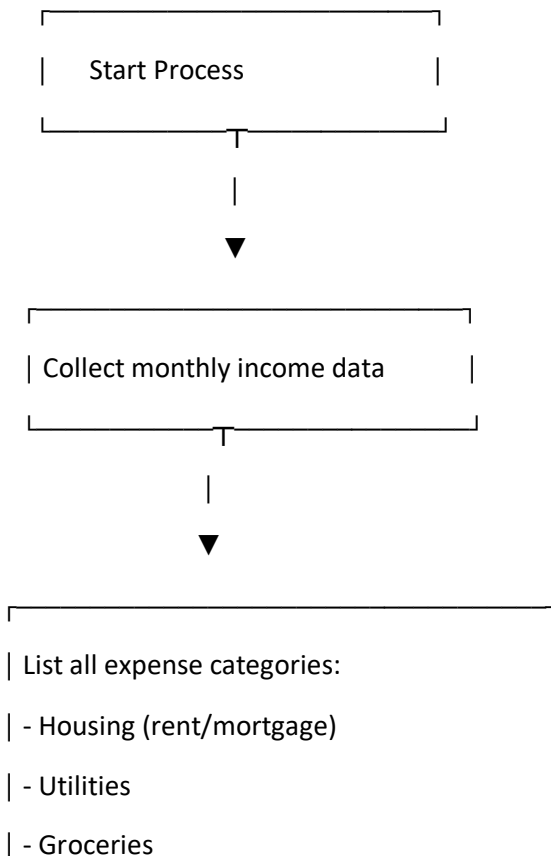 Start Process
Collect monthly income data
List all expense categories:
- Housing (rent/mortgage)
- Utilities
- Groceries